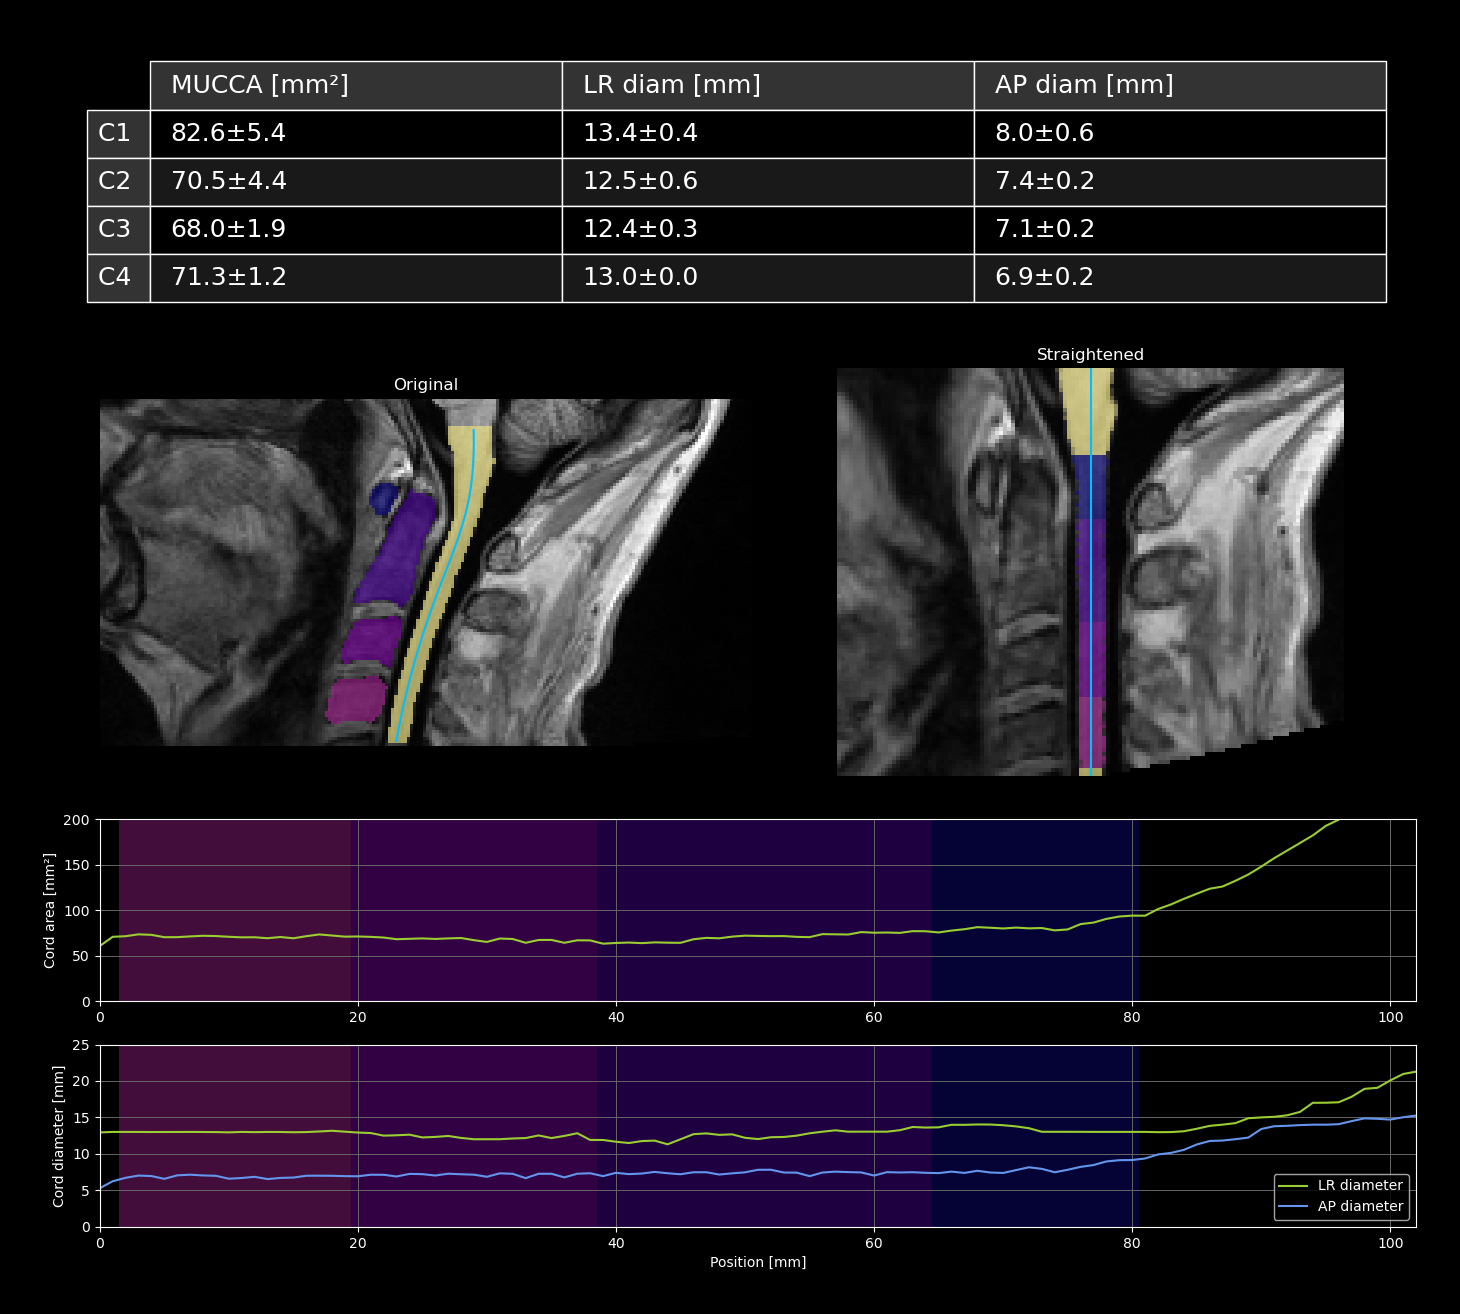 MUCCA [mm²] LR diam [mm] AP diam [mm]
C1 82.6±5.4 13.4±0.4 8.0±0.6
C2 70.5±4.4 12.5±0.6 7.4±0.2
C3 68.0±1.9 12.4±0.3 7.1±0.2
C4 71.3±1.2 13.0±0.0 6.9±0.2
Original
Straightened
Cord area [mm²]
200
150
100
50
0
0 20 40 60 80 100
Cord diameter [mm]
25
20
15
10
5
0
LR diameter
AP diameter
0 20 40 60 80 100
Position [mm]